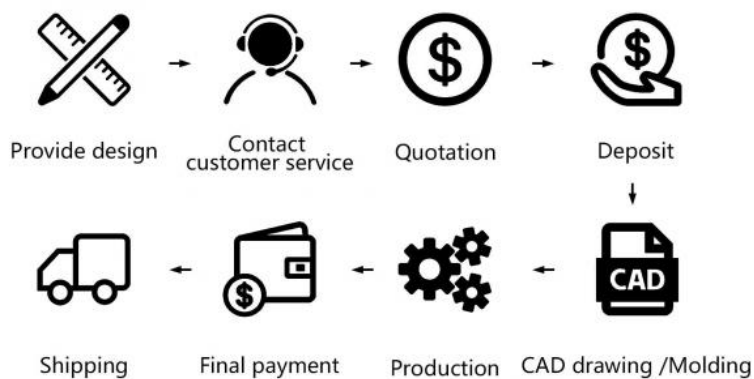 Provide design
Contact
customer service
$
Quotation
$
Deposit
CAD
CAD drawing /Molding
Production
$
Final payment
Shipping